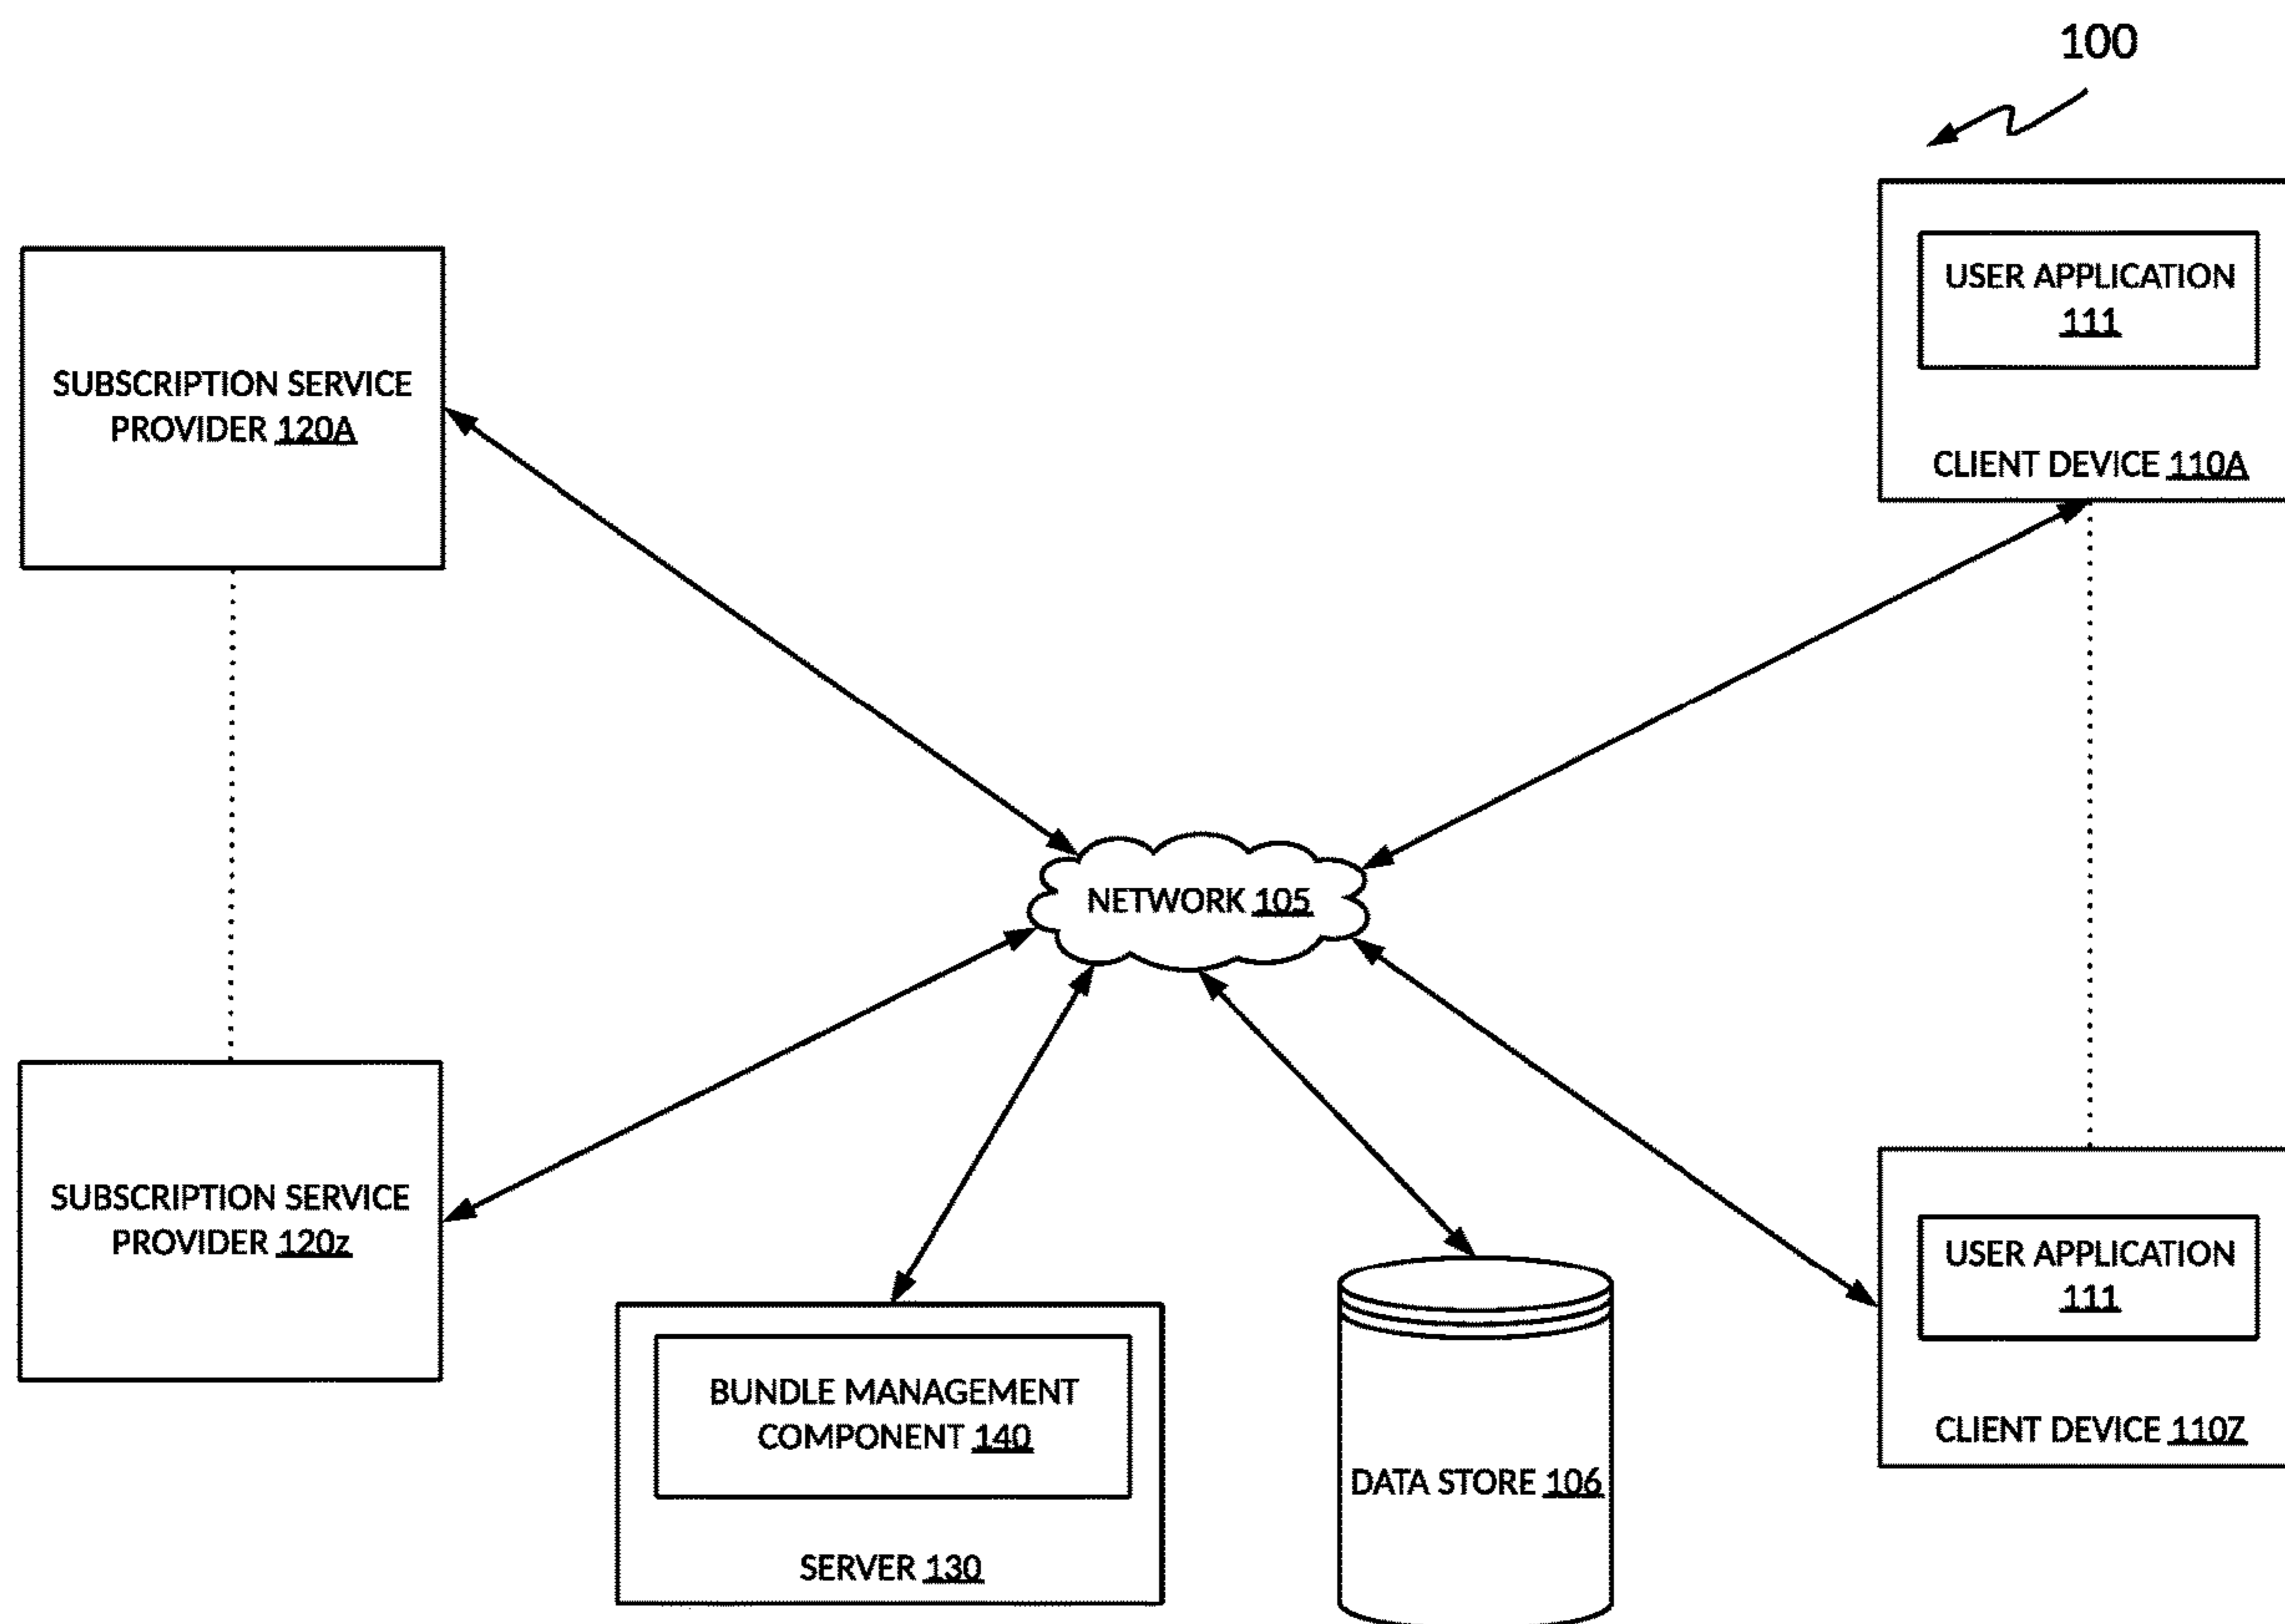 100
USER APPLICATION
111
CLIENT DEVICE 110A
SUBSCRIPTION SERVICE
PROVIDER 120A
NETWORK 105
SUBSCRIPTION SERVICE
PROVIDER 120z
BUNDLE MANAGEMENT
COMPONENT 140
SERVER 130
DATA STORE 106
USER APPLICATION
111
CLIENT DEVICE 110Z